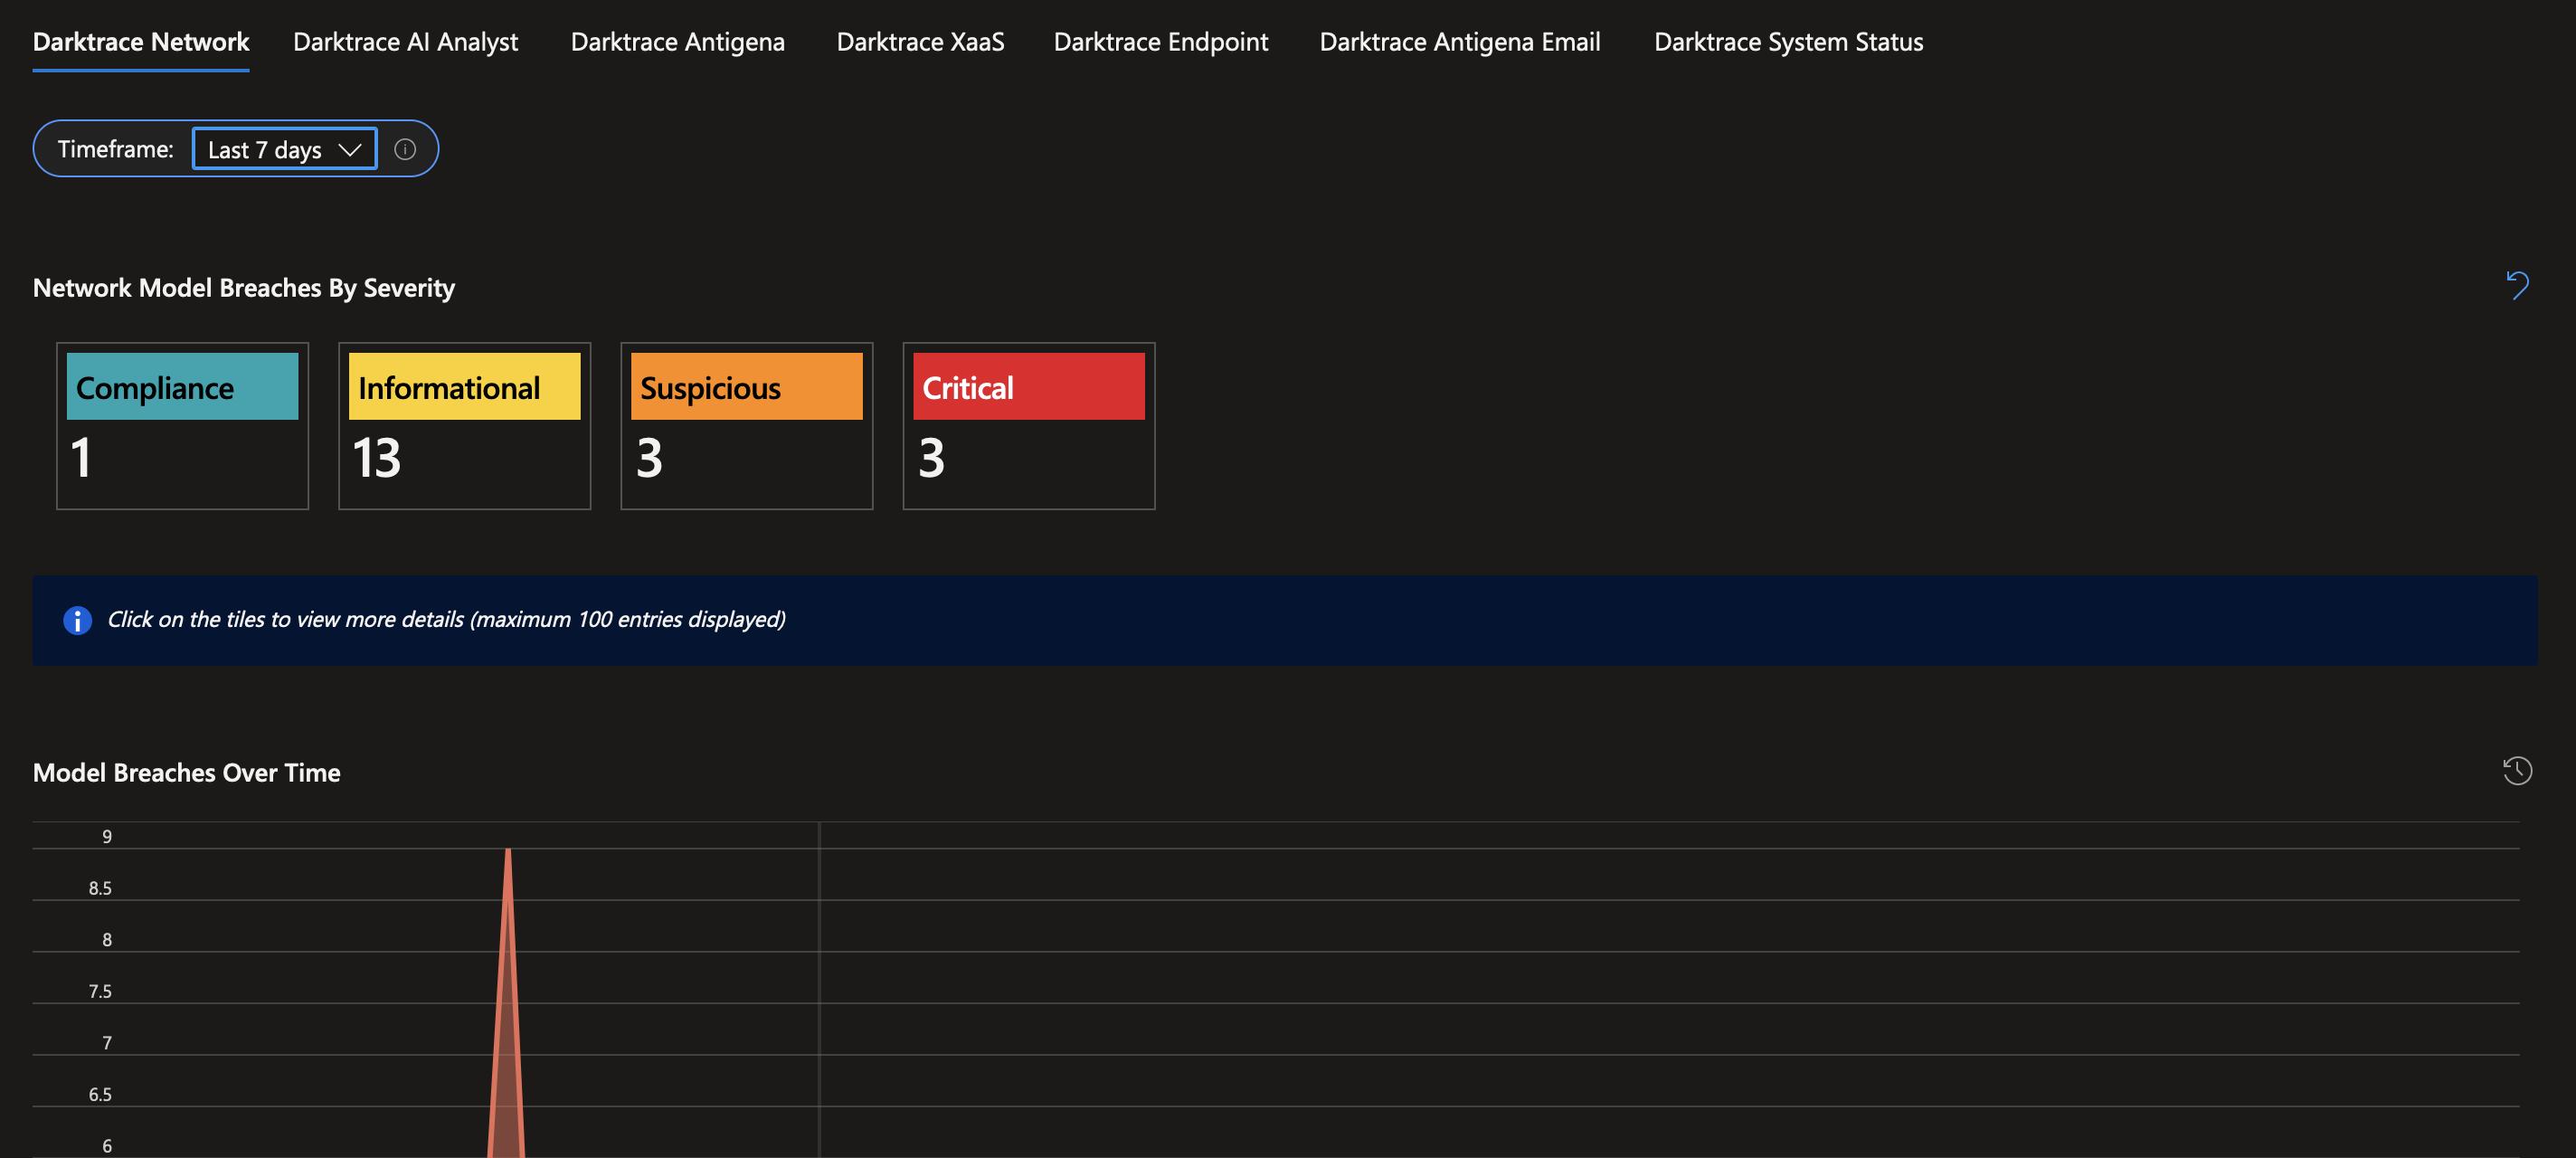 Darktrace Network Darktrace AI Analyst Darktrace Antigena Darktrace XaaS Darktrace Endpoint Darktrace Antigena Email Darktrace System Status
Timeframe: Last 7 days
Network Model Breaches By Severity
Compliance Informational Suspicious Critical
1 13 3 3
Click on the tiles to view more details (maximum 100 entries displayed)
Model Breaches Over Time
9
8.5
8
7.5
7
6.5
6